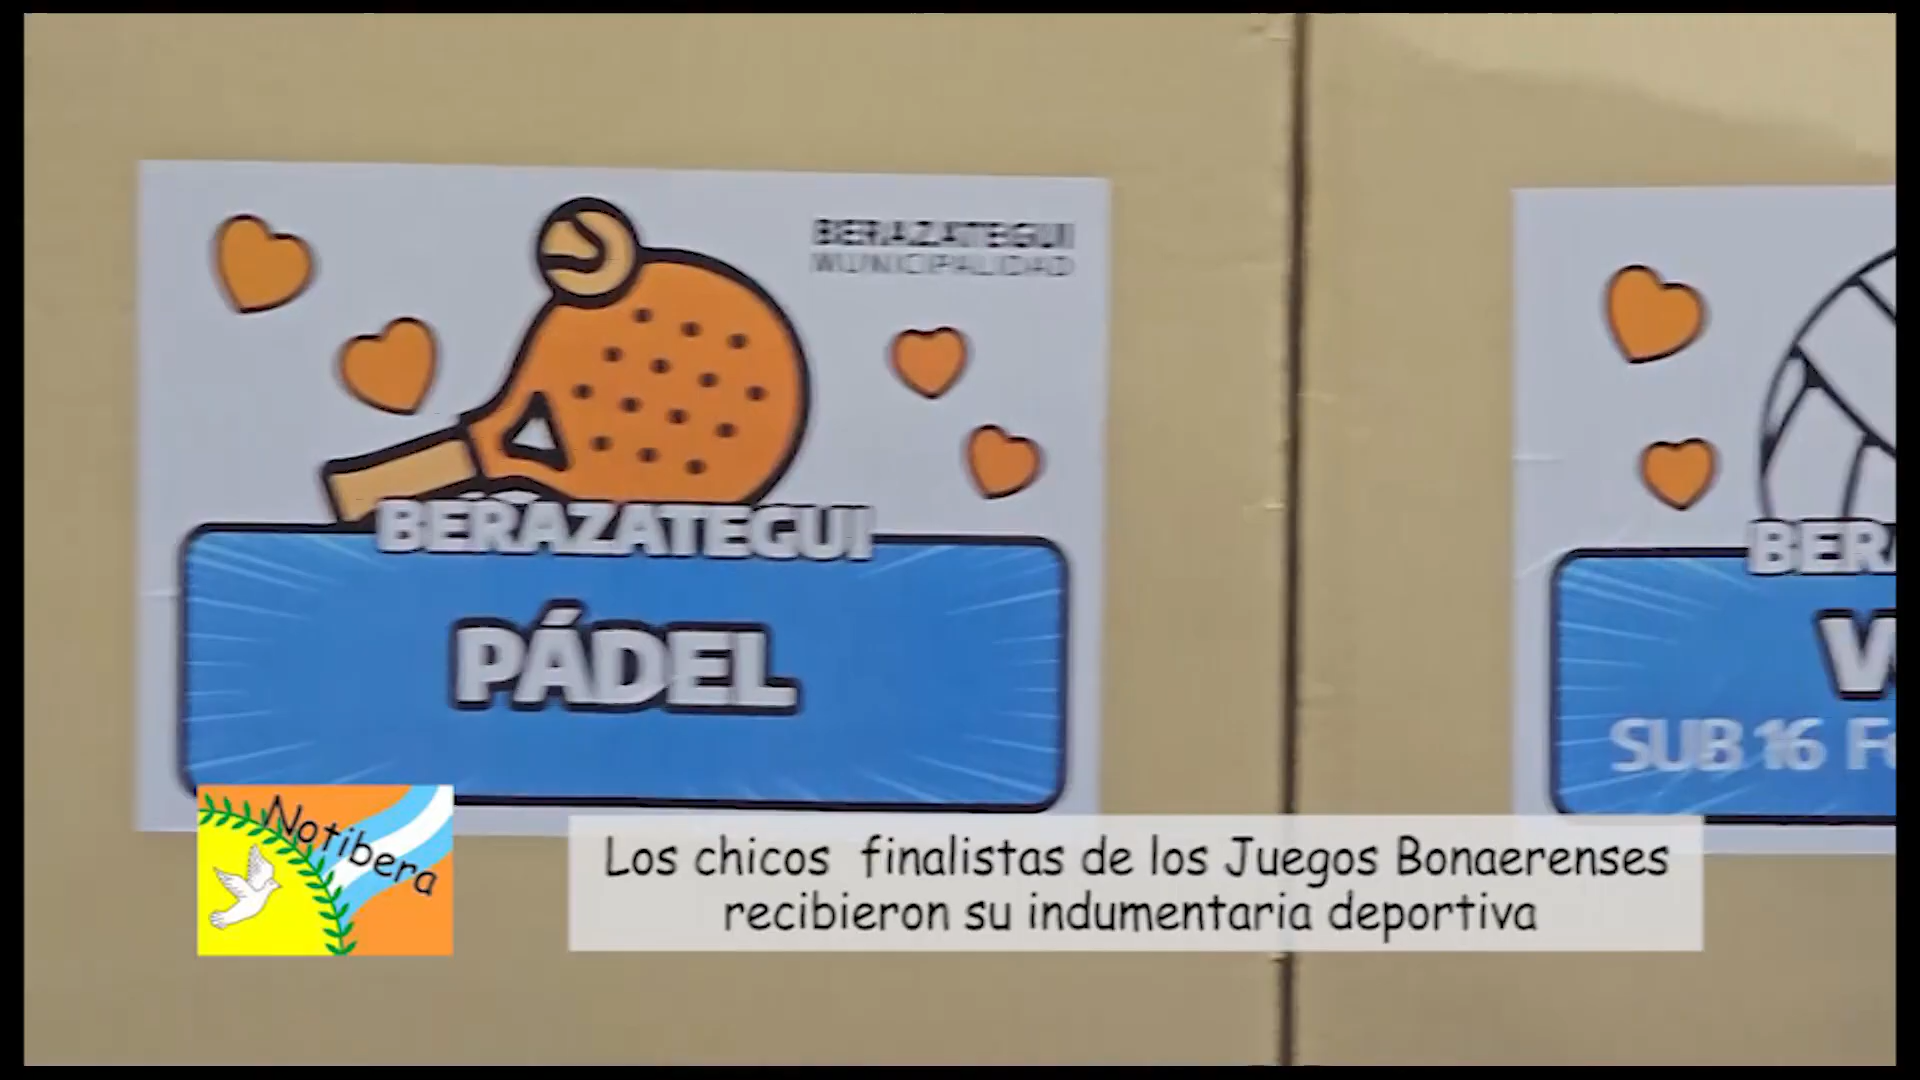 BERAZATEGUI
MUNICIPALIDAD
BERAZATEGUI
PÁDEL
SUB 16
Notibera
Los chicos finalistas de los Juegos Bonaerenses
recibieron su indumentaria deportiva